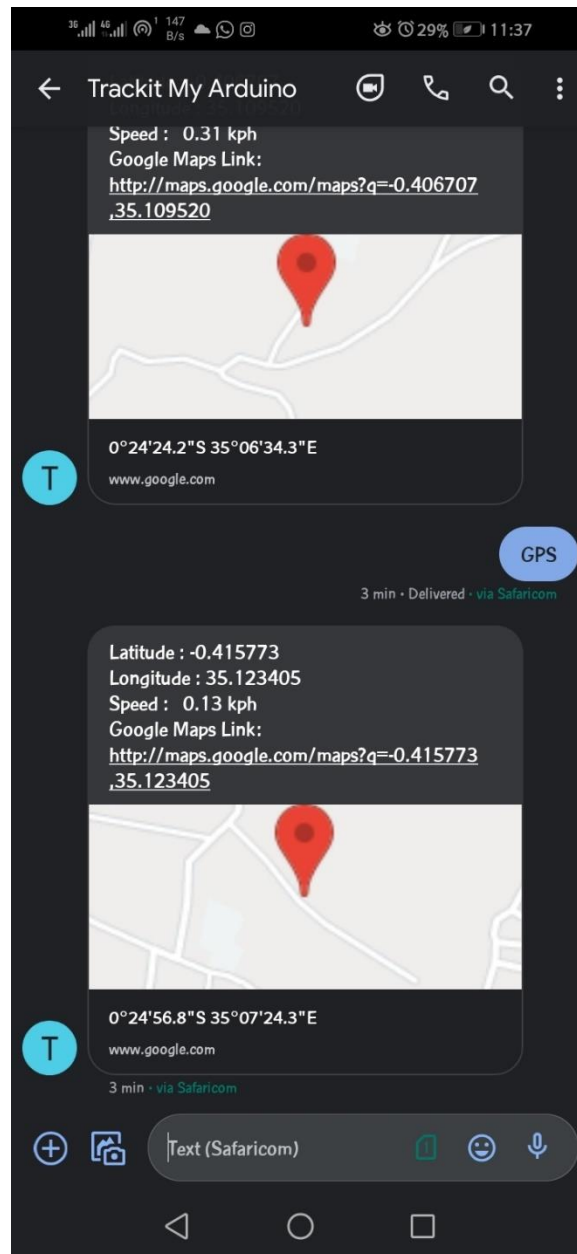 36 46 1 147 B/s 29% 11:37
Trackit My Arduino
Speed : 0.31 kph
Google Maps Link:
http://maps.google.com/maps?q=-0.406707
,35.109520
0°24'24.2"S 35°06'34.3"E
www.google.com
T
GPS
3 min • Delivered • via Safaricom
Latitude : -0.415773
Longitude : 35.123405
Speed : 0.13 kph
Google Maps Link:
http://maps.google.com/maps?q=-0.415773
,35.123405
0°24'56.8"S 35°07'24.3"E
www.google.com
T
3 min • via Safaricom
Text (Safaricom)